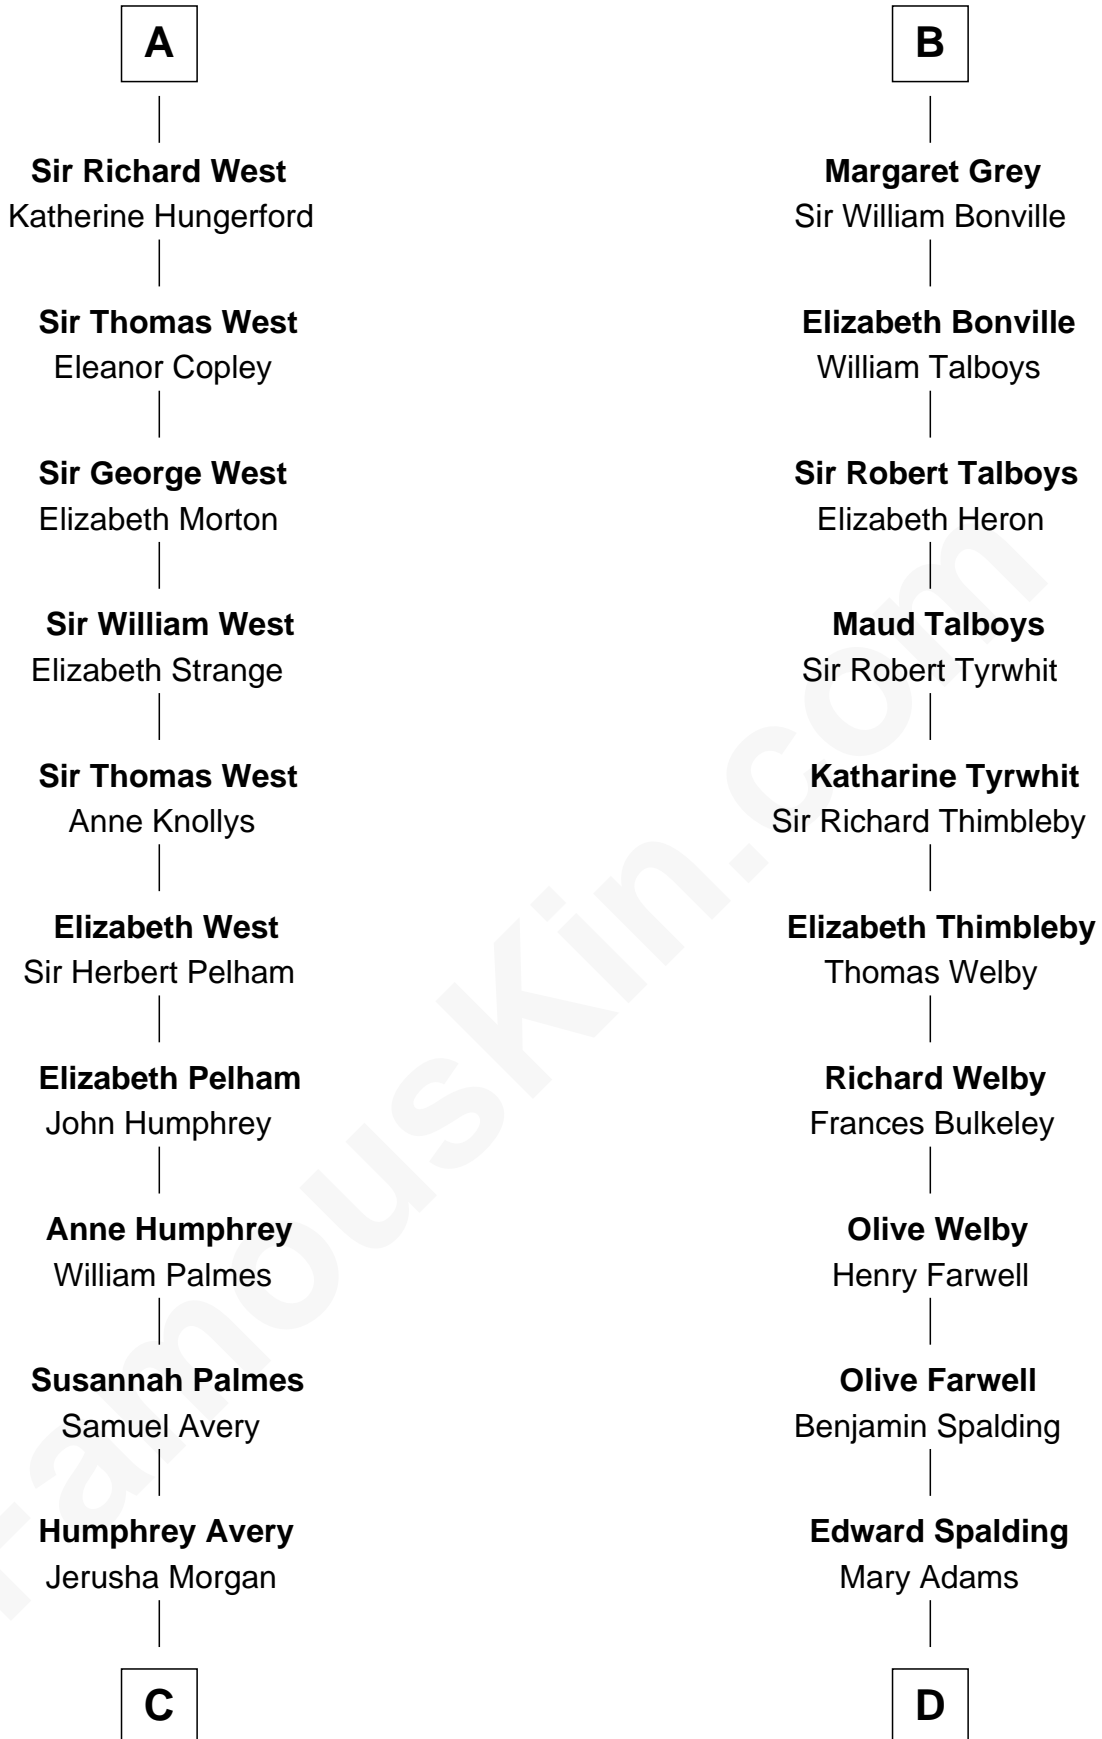 A
Sir Richard West
Katherine Hungerford
Sir Thomas West
Eleanor Copley
Sir George West
Elizabeth Morton
Sir William West
Elizabeth Strange
Sir Thomas West
Anne Knollys
Elizabeth West
Sir Herbert Pelham
Elizabeth Pelham
John Humphrey
Anne Humphrey
William Palmes
Susannah Palmes
Samuel Avery
Humphrey Avery
Jerusha Morgan
C
B
Margaret Grey
Sir William Bonville
Elizabeth Bonville
William Talboys
Sir Robert Talboys
Elizabeth Heron
Maud Talboys
Sir Robert Tyrwhit
Katharine Tyrwhit
Sir Richard Thimbleby
Elizabeth Thimbleby
Thomas Welby
Richard Welby
Frances Bulkeley
Olive Welby
Henry Farwell
Olive Farwell
Benjamin Spalding
Edward Spalding
Mary Adams
D
FamousKin.com